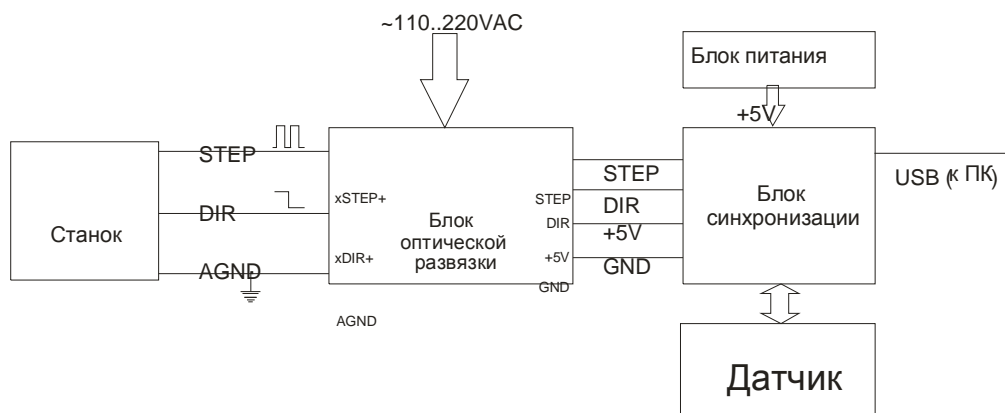 ~110..220VAC
Блок питания
+5V
STEP
DIR
AGND
Станок
xSTEP+
xDIR+
AGND
Блок
оптической
развязки
STEP
DIR
+5V
GND
STEP
DIR
+5V
GND
Блок
синхронизации
USB (к ПК)
Датчик